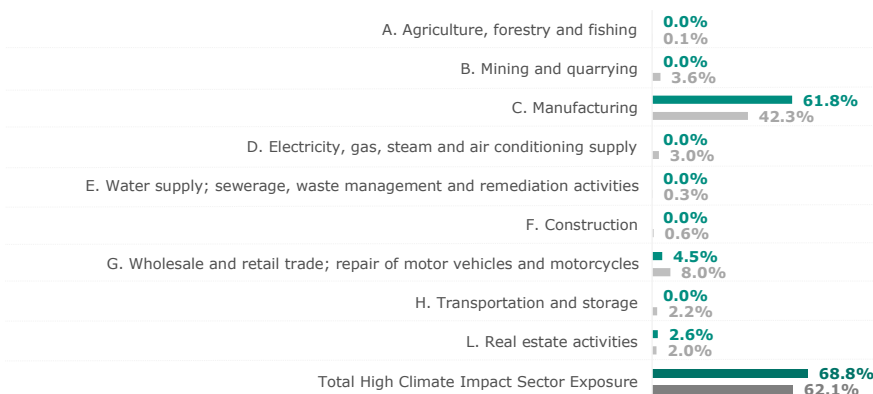 A. Agriculture, forestry and fishing
0.0%
0.1%
B. Mining and quarrying
0.0%
3.6%
C. Manufacturing
61.8%
42.3%
D. Electricity, gas, steam and air conditioning supply
0.0%
3.0%
E. Water supply; sewerage, waste management and remediation activities
0.0%
0.3%
F. Construction
0.0%
0.6%
G. Wholesale and retail trade; repair of motor vehicles and motorcycles
4.5%
8.0%
H. Transportation and storage
0.0%
2.2%
L. Real estate activities
2.6%
2.0%
Total High Climate Impact Sector Exposure
68.8%
62.1%